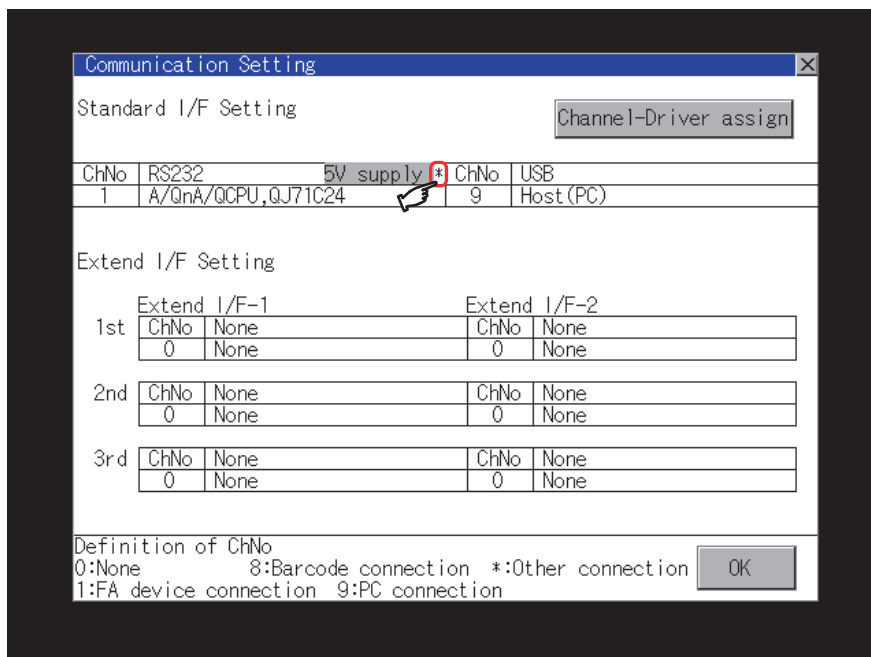 Communication Setting
Standard I/F Setting
Channel-Driver assign
ChNo RS232 5V supply * ChNo USB
1 A/QnA/QCPU,QJ71C24 9 Host(PC)
Extend I/F Setting
Extend I/F-1 Extend I/F-2
1st ChNo None ChNo None
0 None 0 None
2nd ChNo None ChNo None
0 None 0 None
3rd ChNo None ChNo None
0 None 0 None
Definition of ChNo
0:None 8:Barcode connection *:Other connection
1:FA device connection 9:PC connection
OK